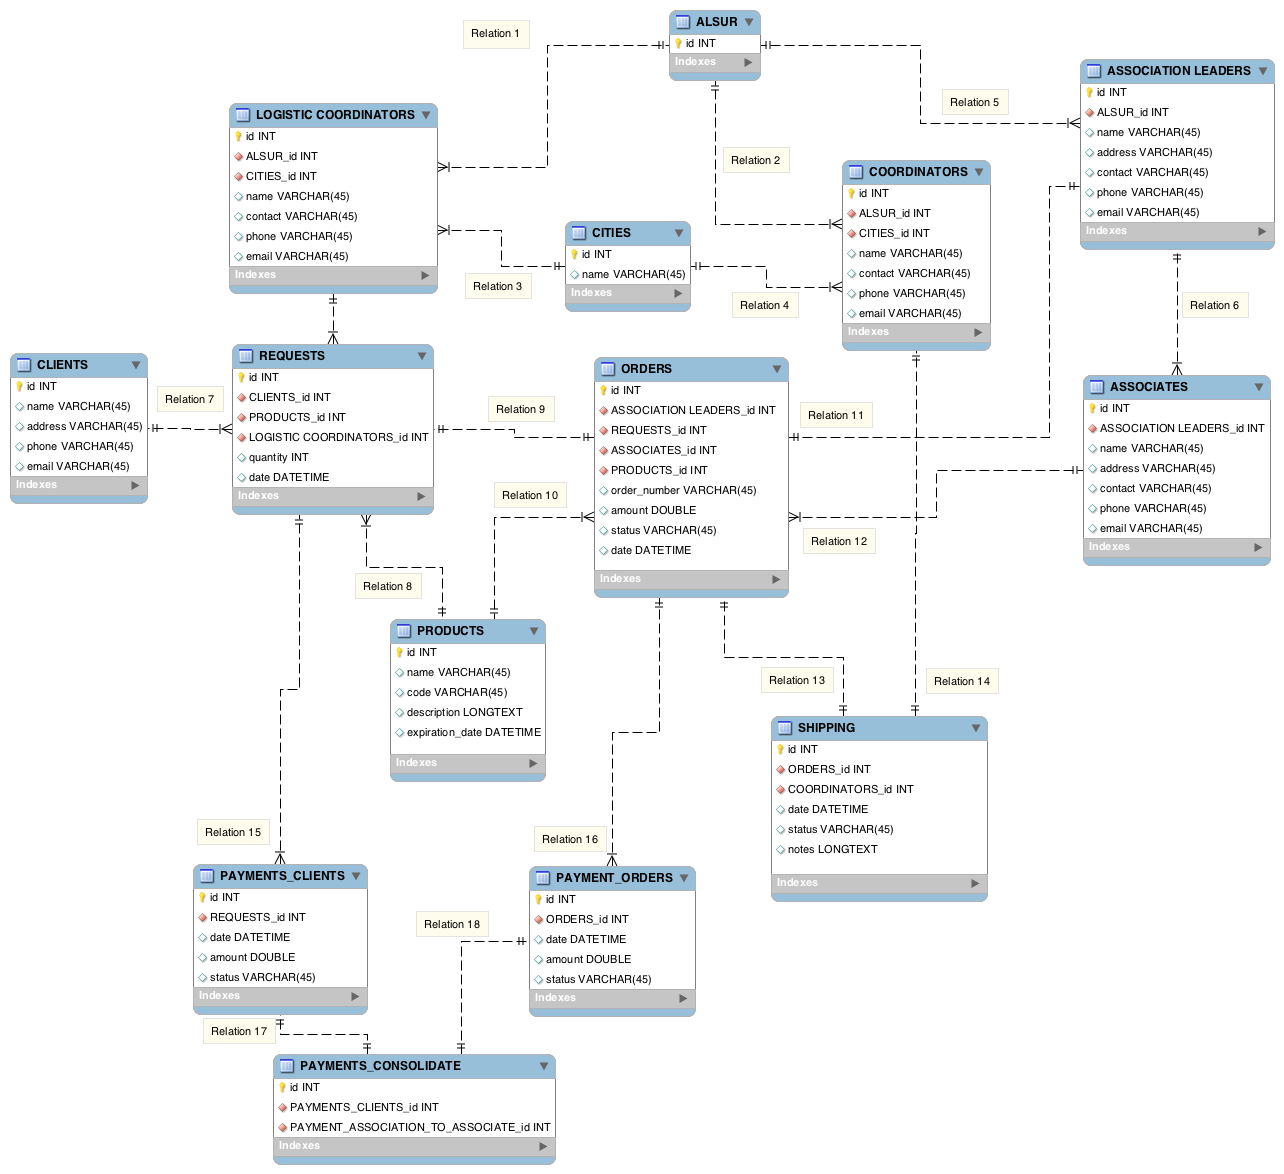 ALSUR
id INT
Indexes
Relation 1
Relation 5
Relation 2
ASSOCIATION LEADERS
id INT
ALSUR_id INT
name VARCHAR(45)
address VARCHAR(45)
contact VARCHAR(45)
phone VARCHAR(45)
email VARCHAR(45)
Indexes
LOGISTIC COORDINATORS
id INT
ALSUR_id INT
CITIES_id INT
name VARCHAR(45)
contact VARCHAR(45)
phone VARCHAR(45)
email VARCHAR(45)
Indexes
COORDINATORS
id INT
ALSUR_id INT
CITIES_id INT
name VARCHAR(45)
contact VARCHAR(45)
phone VARCHAR(45)
email VARCHAR(45)
Indexes
CITIES
id INT
name VARCHAR(45)
Indexes
Relation 3
Relation 4
Relation 6
CLIENTS
id INT
name VARCHAR(45)
address VARCHAR(45)
phone VARCHAR(45)
email VARCHAR(45)
Indexes
Relation 7
REQUESTS
id INT
CLIENTS_id INT
PRODUCTS_id INT
LOGISTIC COORDINATORS_id INT
quantity INT
date DATETIME
Indexes
Relation 9
Relation 10
Relation 8
ORDERS
id INT
ASSOCIATION LEADERS_id INT
REQUESTS_id INT
ASSOCIATES_id INT
PRODUCTS_id INT
order_number VARCHAR(45)
amount DOUBLE
status VARCHAR(45)
date DATETIME
Indexes
Relation 11
Relation 12
ASSOCIATES
id INT
ASSOCIATION LEADERS_id INT
name VARCHAR(45)
address VARCHAR(45)
contact VARCHAR(45)
phone VARCHAR(45)
email VARCHAR(45)
Indexes
PRODUCTS
id INT
name VARCHAR(45)
code VARCHAR(45)
description LONGTEXT
expiration_date DATETIME
Indexes
Relation 13
Relation 14
SHIPPING
id INT
ORDERS_id INT
COORDINATORS_id INT
date DATETIME
status VARCHAR(45)
notes LONGTEXT
Indexes
Relation 15
Relation 16
PAYMENTS_CLIENTS
id INT
REQUESTS_id INT
date DATETIME
amount DOUBLE
status VARCHAR(45)
Indexes
PAYMENT_ORDERS
id INT
ORDERS_id INT
date DATETIME
amount DOUBLE
status VARCHAR(45)
Indexes
Relation 18
Relation 17
PAYMENTS_CONSOLIDATE
id INT
PAYMENTS_CLIENTS_id INT
PAYMENT_ASSOCIATION_TO_ASSOCIATE_id INT
Indexes